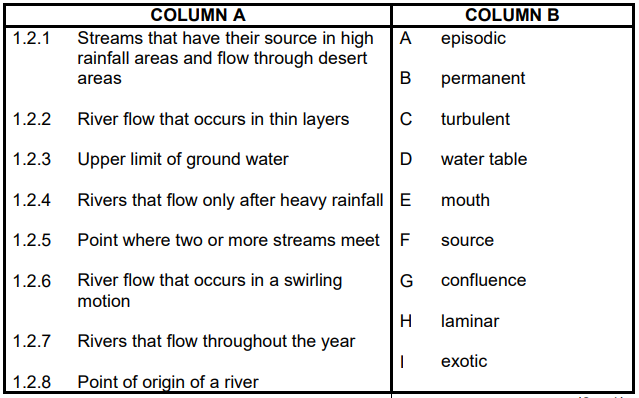 COLUMN A COLUMN B
1.2.1 Streams that have their source in high A episodic
rainfall areas and flow through desert
areas B permanent
1.2.2 River flow that occurs in thin layers C turbulent
1.2.3 Upper limit of ground water D water table
1.2.4 Rivers that flow only after heavy rainfall E mouth
1.2.5 Point where two or more streams meet F source
1.2.6 River flow that occurs in a swirling G confluence
motion
H laminar
1.2.7 Rivers that flow throughout the year
I exotic
1.2.8 Point of origin of a river